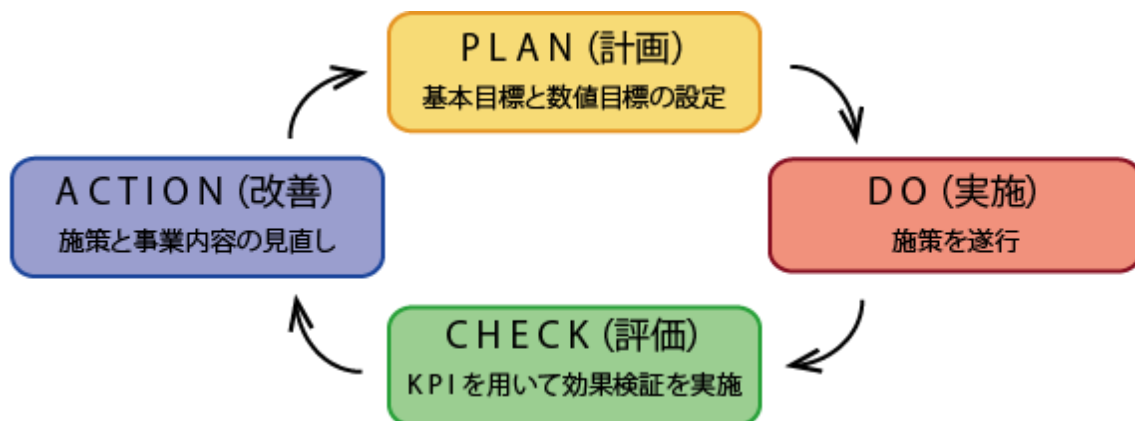 PLAN(計画)
基本目標と数値目標の設定
ACTION(改善)
施策と事業内容の見直し
DO(実施)
施策を遂行
CHECK(評価)
KPIを用いて効果検証を実施